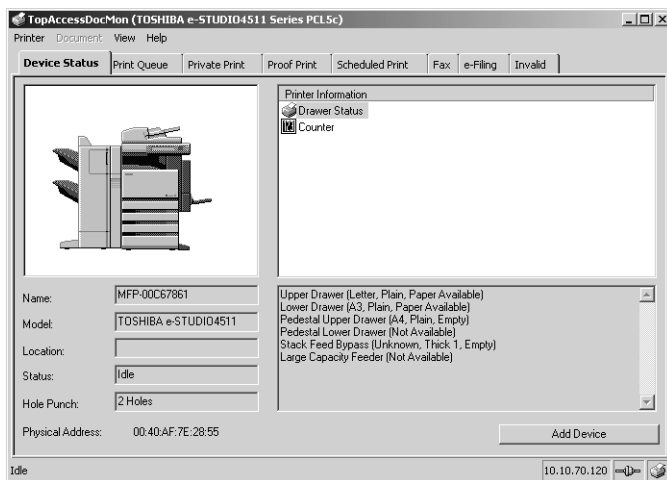 TopAccessDocMon (TOSHIBA e-STUDIO4511 Series PCL5c)
Printer Document View Help
Device Status Print Queue Private Print Proof Print Scheduled Print Fax e-Filing Invalid
Printer Information
Drawer Status
Counter
Name: MFP-00C67861
Model: TOSHIBA e-STUDIO4511
Location:
Status: Idle
Hole Punch: 2 Holes
Physical Address: 00:40:AF:7E:28:55
Upper Drawer (Letter, Plain, Paper Available)
Lower Drawer (A3, Plain, Paper Available)
Pedestal Upper Drawer (A4, Plain, Empty)
Pedestal Lower Drawer (Not Available)
Stack Feed Bypass (Unknown, Thick 1, Empty)
Large Capacity Feeder (Not Available)
Add Device
Idle 10.10.70.120